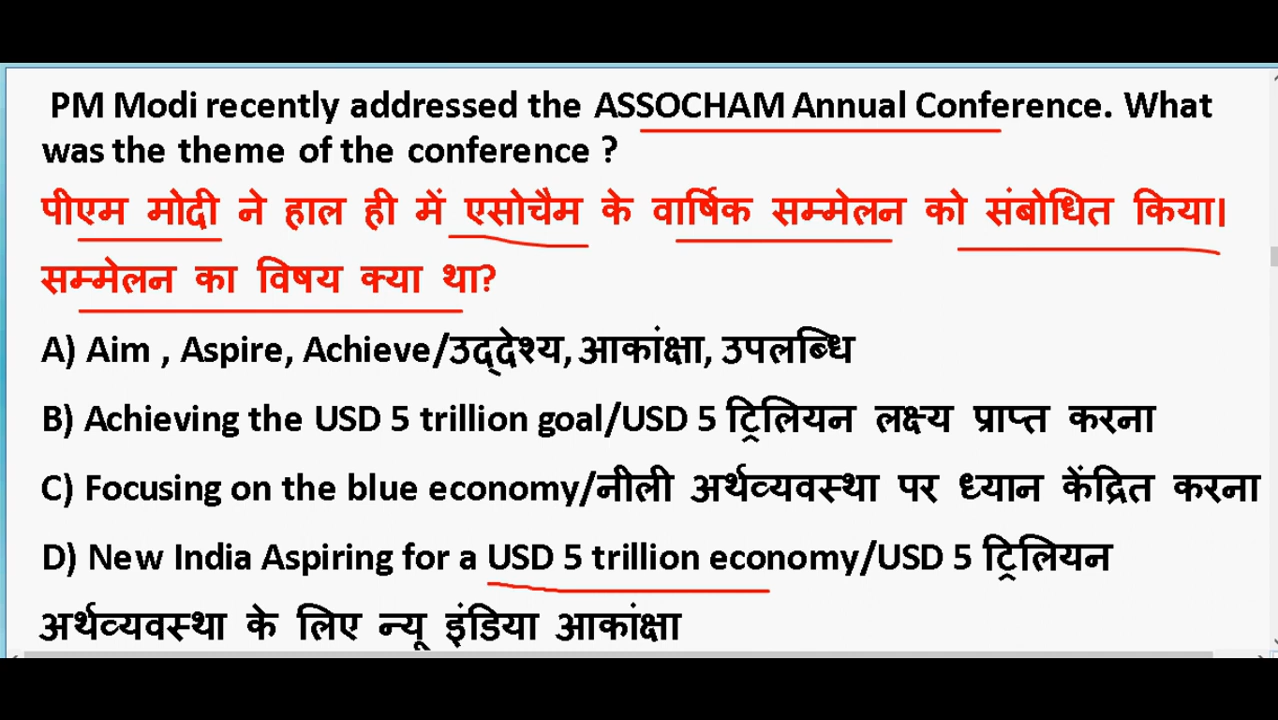 PM Modi recently addressed the ASSOCHAM Annual Conference. What
was the theme of the conference ?
पीएम मोदी ने हाल ही में एसोचैम के वार्षिक सम्मेलन को संबोधित किया।
सम्मेलन का विषय क्या था?
A) Aim , Aspire, Achieve/उद्देश्य, आकांक्षा, उपलब्धि
B) Achieving the USD 5 trillion goal/USD 5 ट्रिलियन लक्ष्य प्राप्त करना
C) Focusing on the blue economy/नीली अर्थव्यवस्था पर ध्यान केंद्रित करना
D) New India Aspiring for a USD 5 trillion economy/USD 5 ट्रिलियन
अर्थव्यवस्था के लिए न्यू इंडिया आकांक्षा